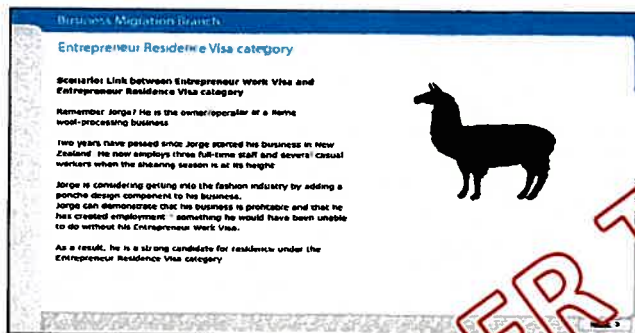 Business Migration Branch
Entrepreneur Residence Visa category
Scenario: Link between Entrepreneur Work Visa and
Entrepreneur Residence Visa category
Remember Jorge? He is the owner/operator of a
wool-processing business
Two years have passed since Jorge started his business in New
Zealand. He now employs three full-time staff and several casual
workers when the shearing season is at its height
Jorge is considering getting into the fashion industry by adding a
poncho design component to his business.
Jorge can demonstrate that his business is profitable and that he
has created employment - something he would have been unable
to do without his Entrepreneur Work Visa.
As a result, he is a strong candidate for residence under the
Entrepreneur Residence Visa category
ER T
3